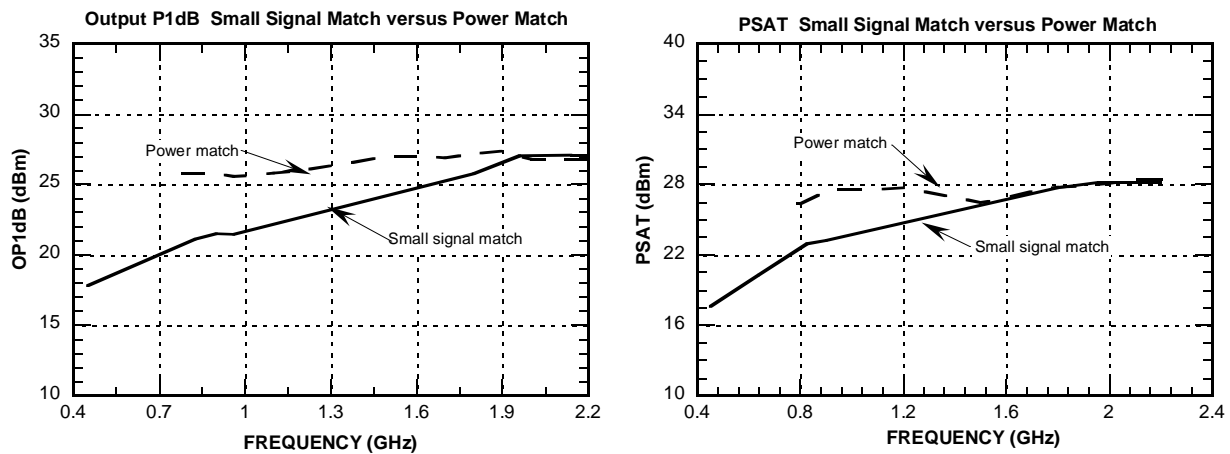 Output P1dB  Small Signal Match versus Power Match
35
30
25
20
15
10
OP1dB (dBm)
Power match
Small signal match
0.4 0.7 1 1.3 1.6 1.9 2.2
FREQUENCY (GHz)
PSAT  Small Signal Match versus Power Match
40
34
28
22
16
10
PSAT (dBm)
Power match
Small signal match
0.4 0.8 1.2 1.6 2 2.4
FREQUENCY (GHz)